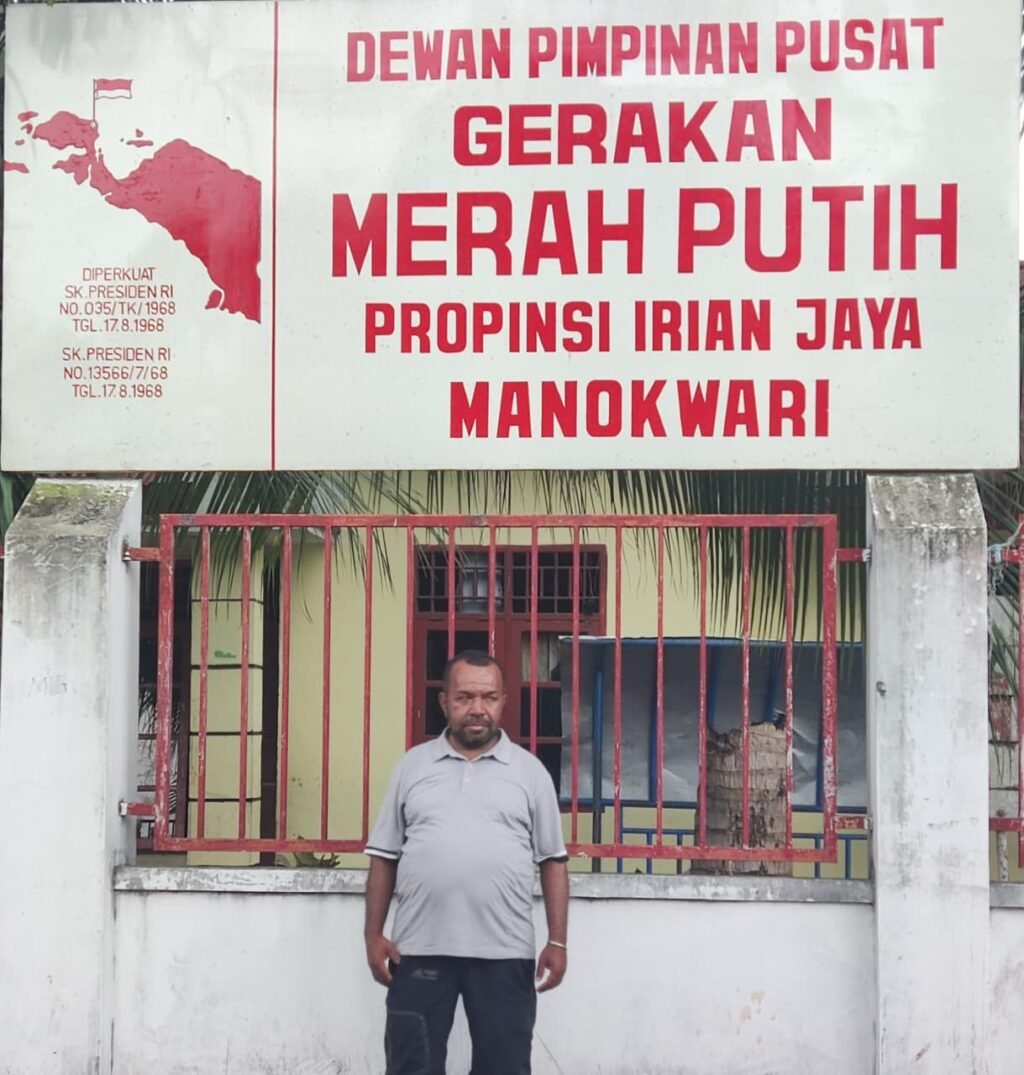 DEWAN PIMPINAN PUSAT
GERAKAN
MERAH PUTIH
PROPINSI IRIAN JAYA
MANOKWARI
DIPERKUAT
SK.PRESIDEN RI
NO.035/TK/1968
TGL.17.8.1968
SK.PRESIDEN RI
NO.13566/7/68
TGL.17.8.1968